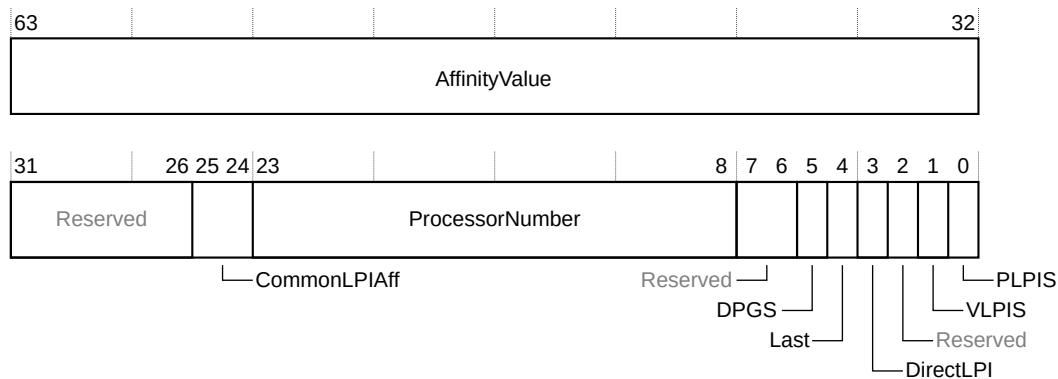 63 32
AffinityValue
31 26 25 24 23 8 7 6 5 4 3 2 1 0
Reserved ProcessorNumber
CommonLPIAff Reserved PLPIS
DPGS VLPIS
Last Reserved
DirectLPI